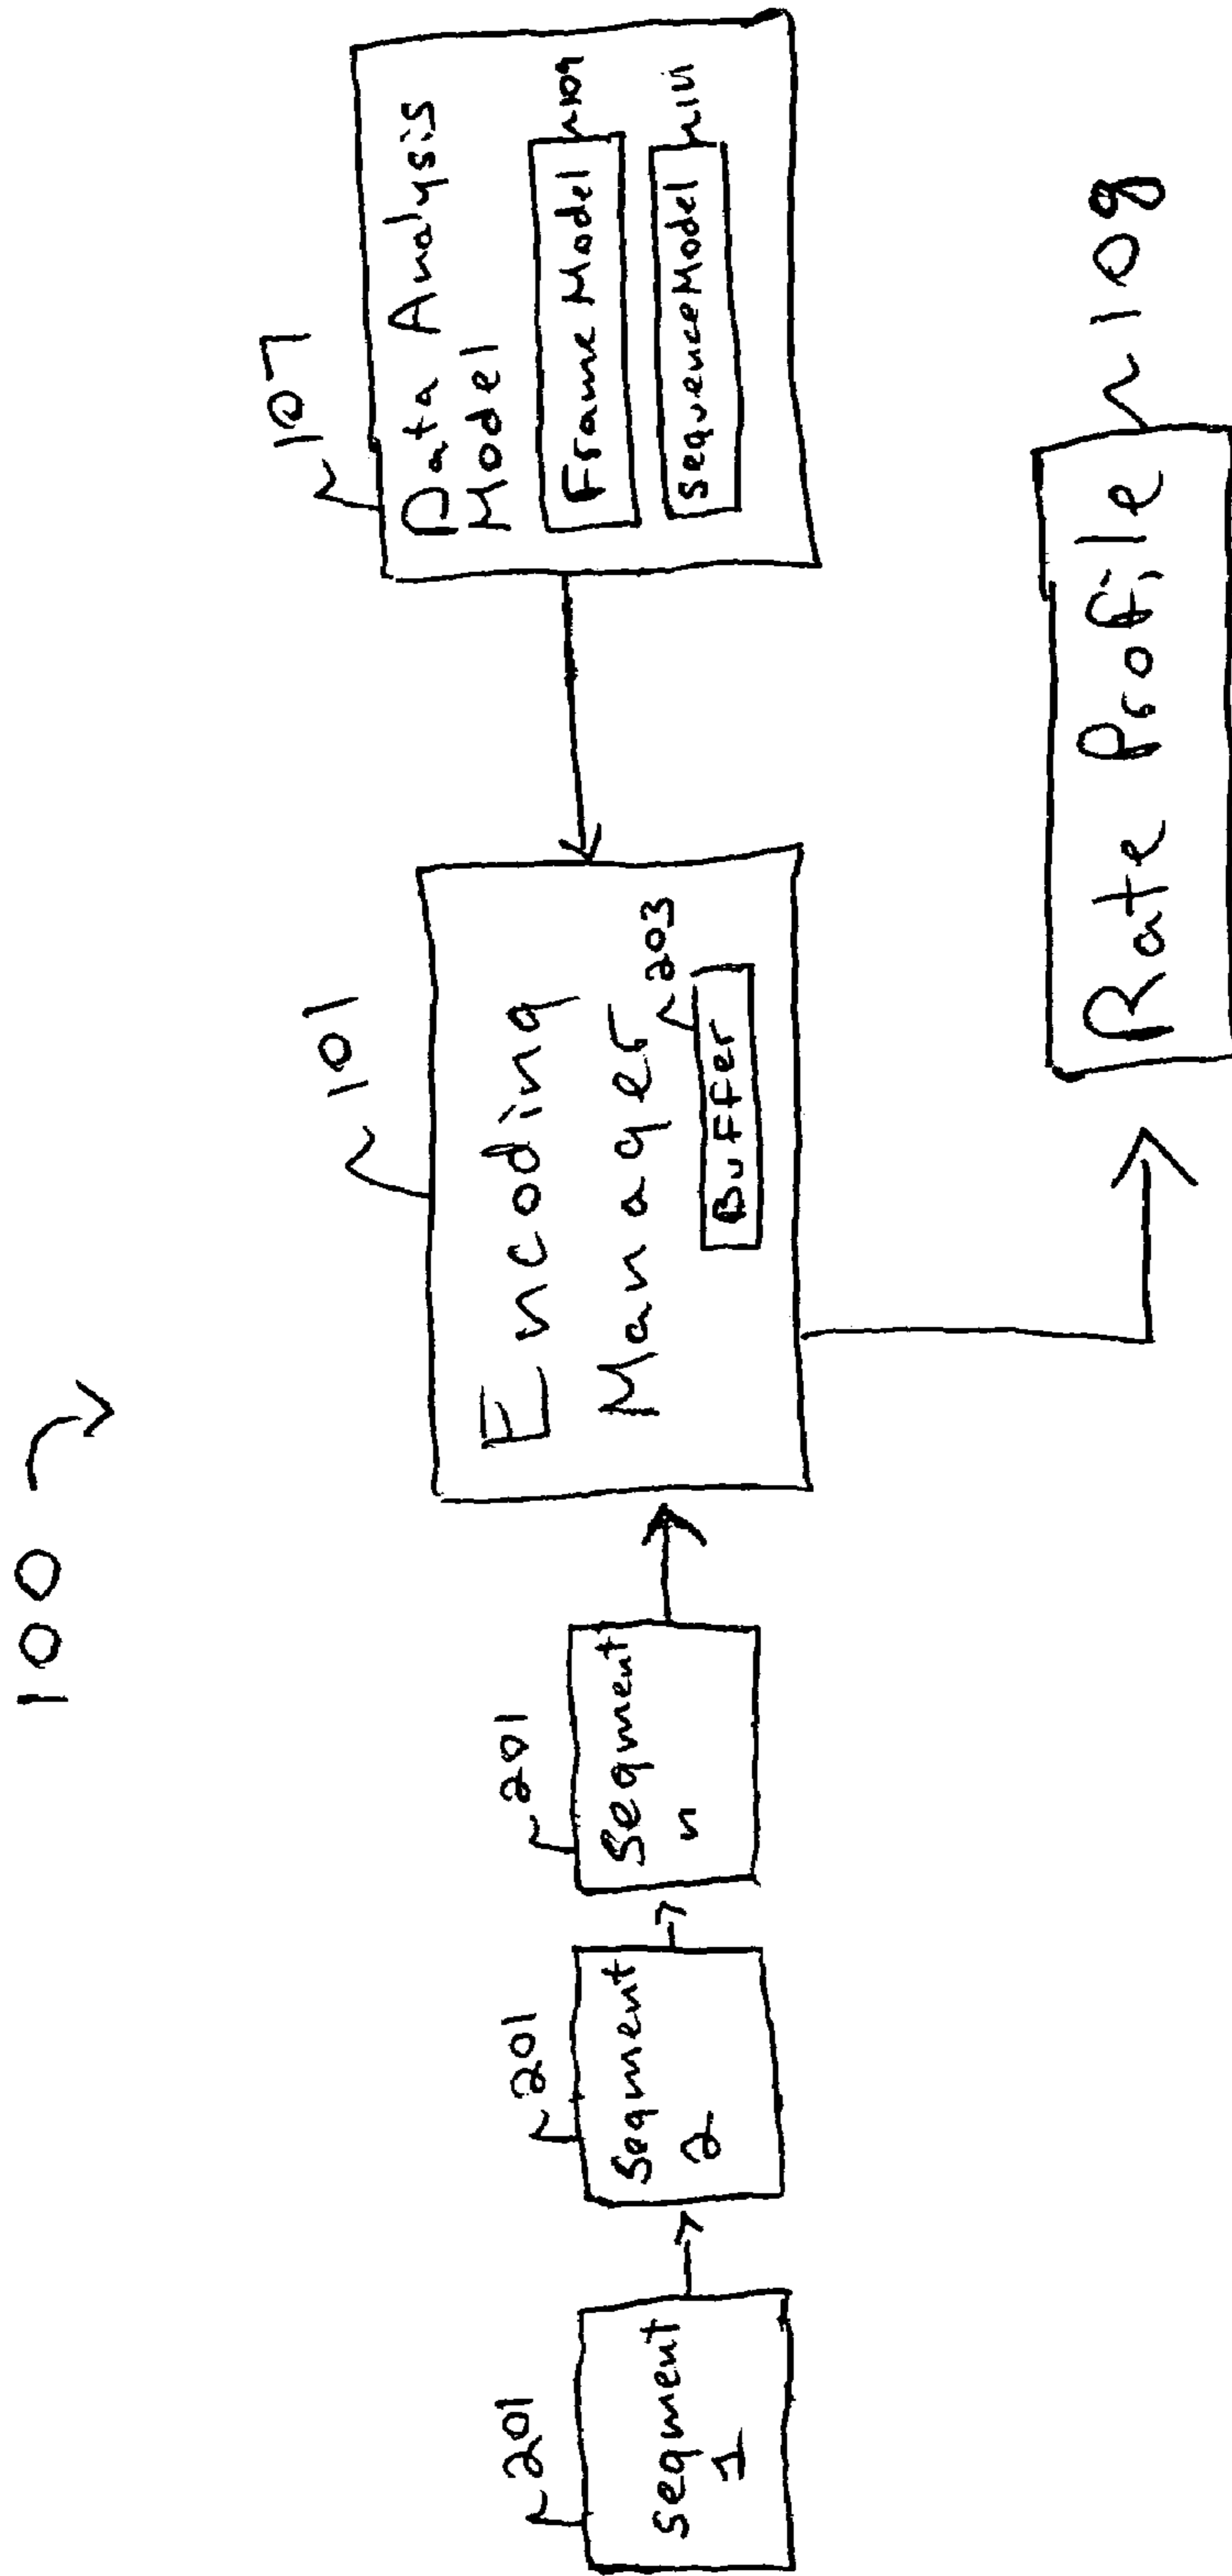 100
107
Data Analysis
Model
Frame Model
109
sequence Model
111
101
Encoding
Manager
203
Buffer
201
segment
1
201
Segment
2
201
Segment
n
Rate Profile
108